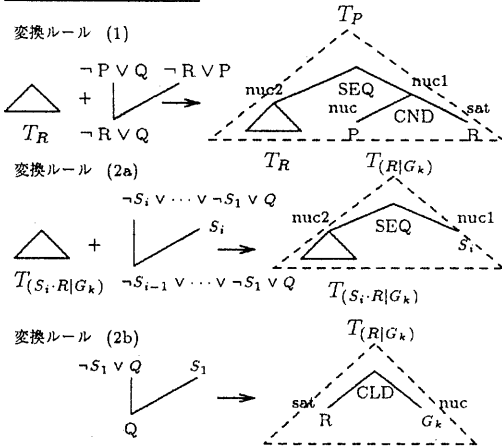 変換ルール (1)
T_P
¬P∨Q ¬R∨P
nuc2 SEQ nuc1
+ nuc CND sat
T_R ¬R∨Q P R
T_R
変換ルール (2a)
T_(R|G_k)
¬S_i ∨ ⋯ ∨ ¬S_1 ∨ Q
nuc2 SEQ nuc1
+ S_i S_i
T_(S_i·R|G_k) ¬S_{i-1} ∨ ⋯ ∨ ¬S_1 ∨ Q T_(S_i·R|G_k)
変換ルール (2b)
T_(R|G_k)
¬S_1 ∨ Q S_1
sat CLD nuc
Q R G_k